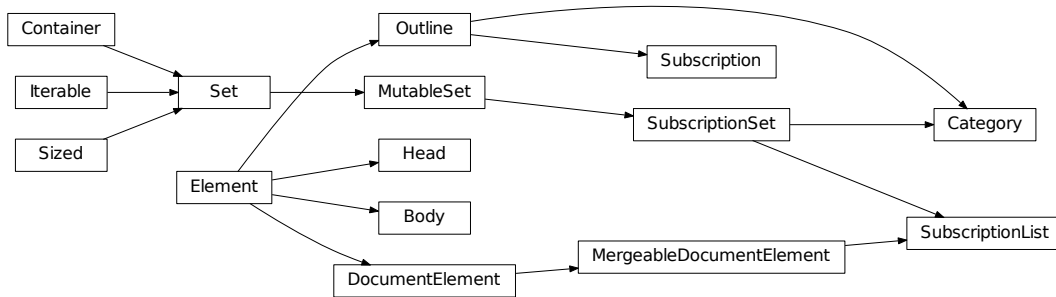 Container
Iterable
Sized
Set
Element
Outline
MutableSet
Head
Body
DocumentElement
Subscription
SubscriptionSet
MergeableDocumentElement
Category
SubscriptionList